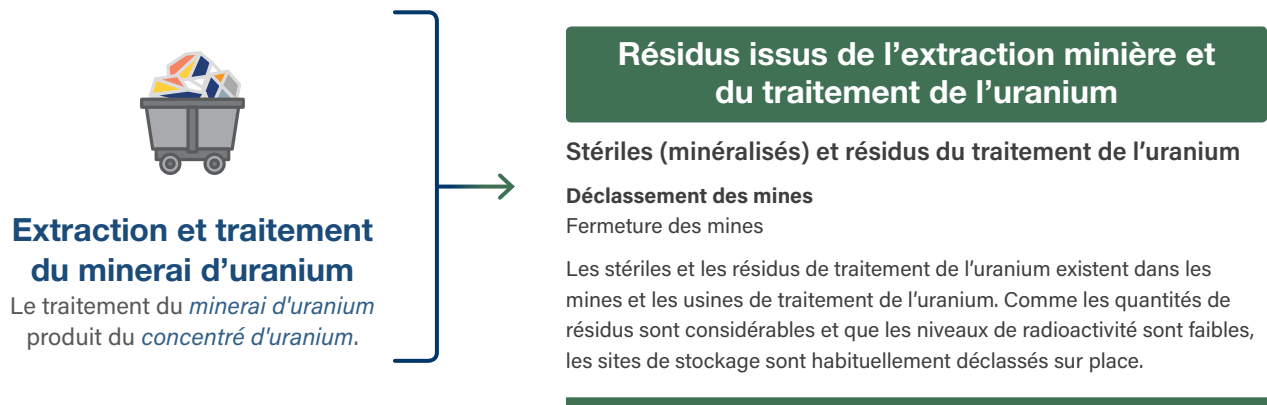 Extraction et traitement
du minerai d'uranium
Le traitement du minerai d'uranium
produit du concentré d'uranium.
Résidus issus de l'extraction minière et
du traitement de l'uranium
Stériles (minéralisés) et résidus du traitement de l'uranium
Déclassement des mines
Fermeture des mines
Les stériles et les résidus de traitement de l'uranium existent dans les
mines et les usines de traitement de l'uranium. Comme les quantités de
résidus sont considérables et que les niveaux de radioactivité sont faibles,
les sites de stockage sont habituellement déclassés sur place.